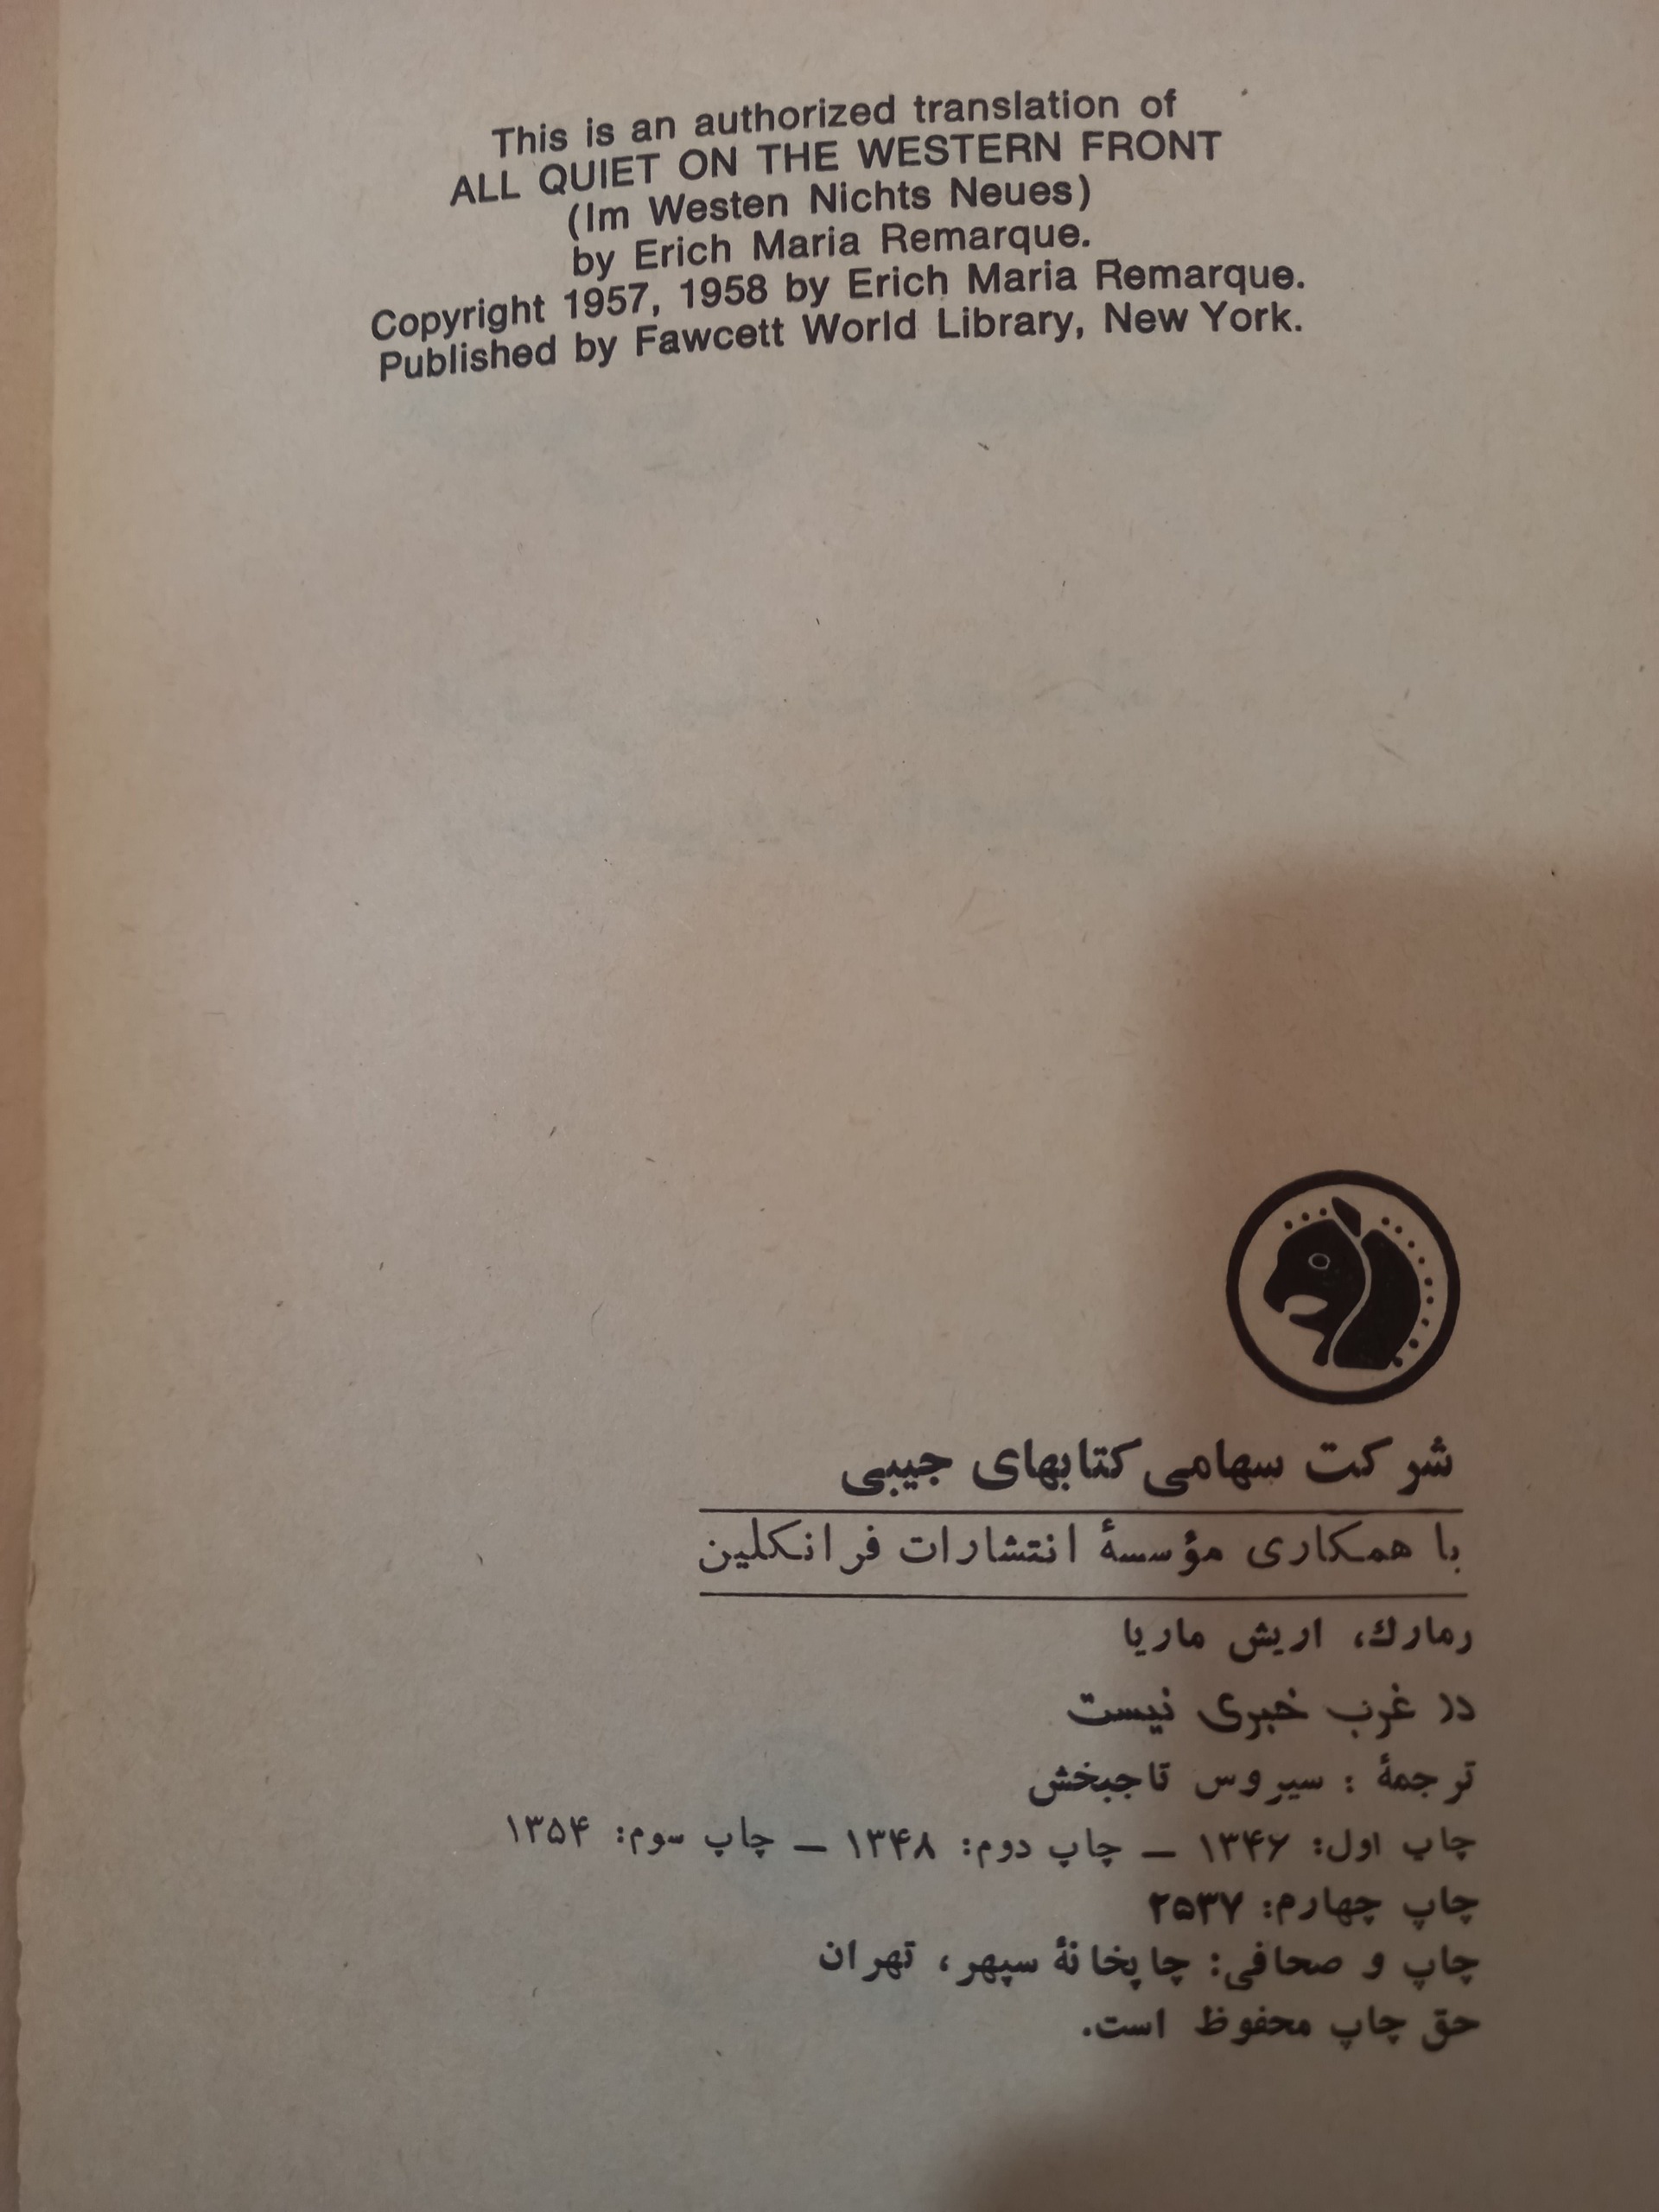 This is an authorized translation of
ALL QUIET ON THE WESTERN FRONT
(Im Westen Nichts Neues)
by Erich Maria Remarque.
Copyright 1957, 1958 by Erich Maria Remarque.
Published by Fawcett World Library, New York.
شرکت سهامی کتابهای جیبی
با همکاری مؤسسهٔ انتشارات فرانکلین
رمارك، اریش ماریا
در غرب خبری نیست
ترجمهٔ : سیروس تاجبخش
چاپ اول: ۱۳۴۶ – چاپ دوم: ۱۳۴۸ – چاپ سوم: ۱۳۵۴
چاپ چهارم: ۲۵۳۷
چاپ و صحافی: چاپخانهٔ سپهر، تهران
حق چاپ محفوظ است.